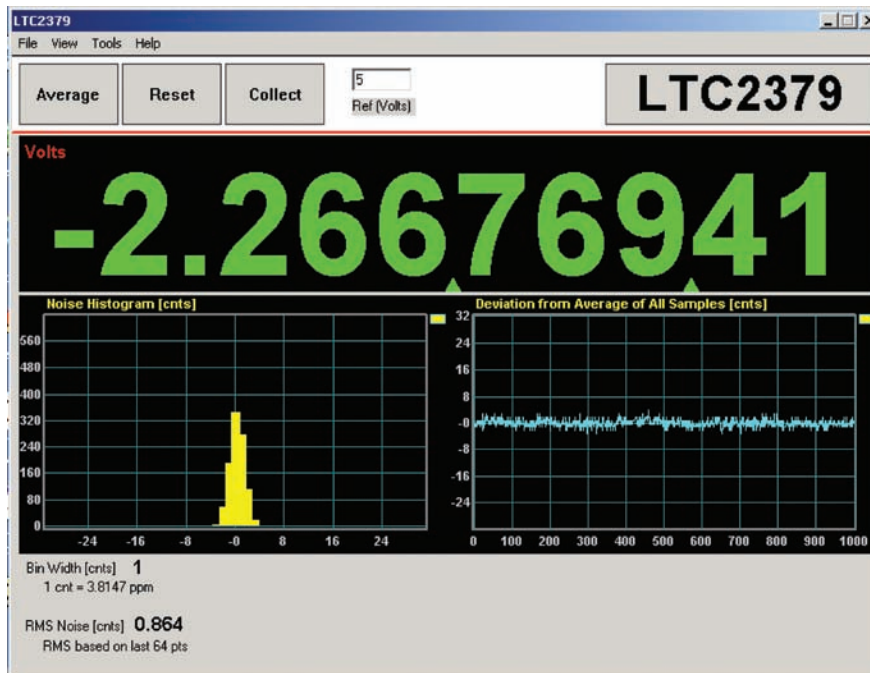 LTC2379
File View Tools Help
Average Reset Collect
5
Ref (Volts)
LTC2379
Volts
-2.26676941
Noise Histogram [cnts]
560
480
400
320
240
160
80
0
-24 -16 -8 -0 8 16 24
Deviation from Average of All Samples [cnts]
32
24
16
8
-0
-8
-16
-24
0 100 200 300 400 500 600 700 800 900 1000
Bin Width [cnts] 1
1 cnt = 3.8147 ppm
RMS Noise [cnts] 0.864
RMS based on last 64 pts